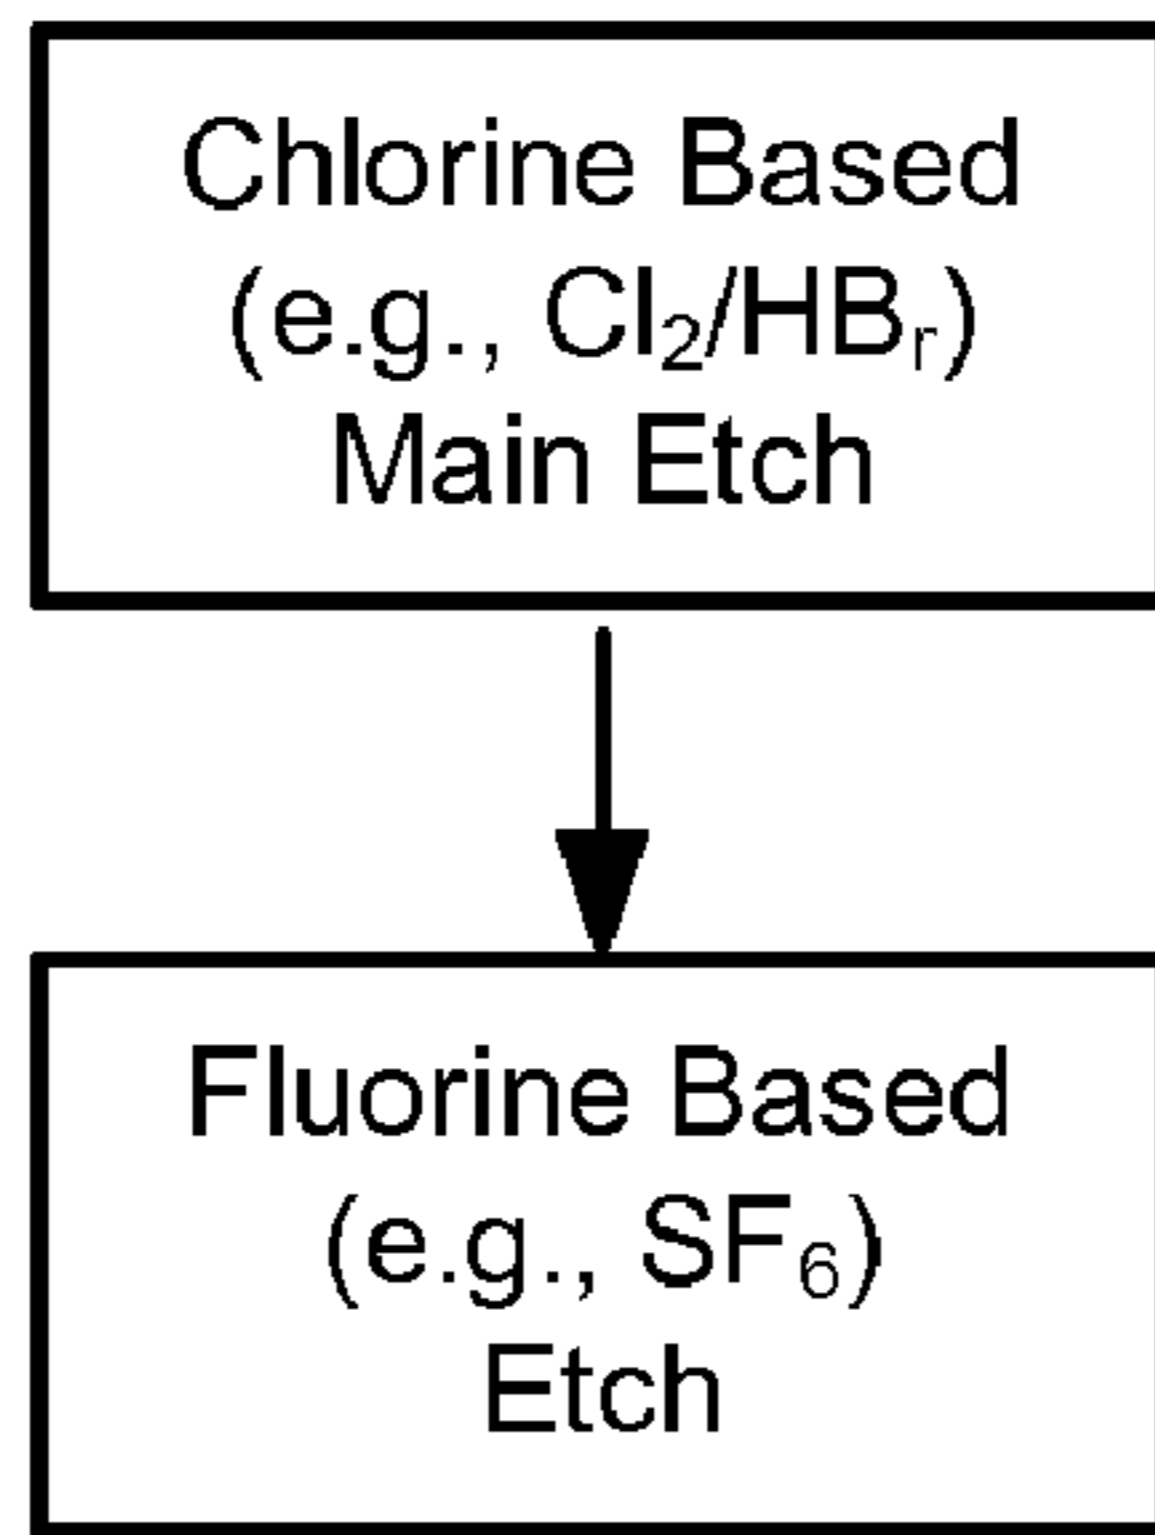 Chlorine Based
(e.g., Cl₂/HBᵣ)
Main Etch
Fluorine Based
(e.g., SF₆)
Etch